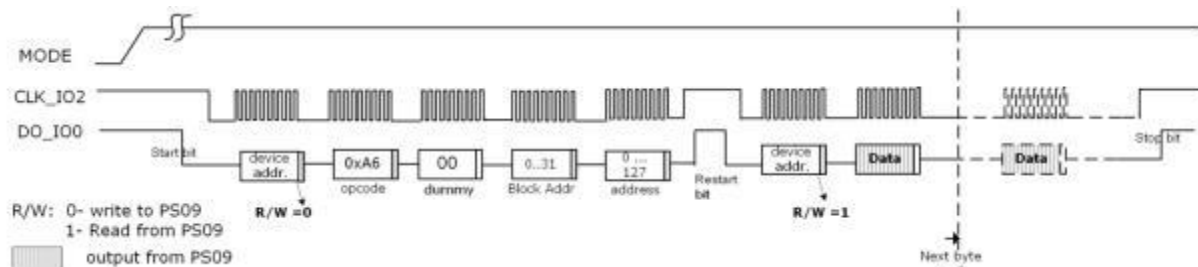 MODE
CLK_IO2
DO_IO0
Start bit
device addr.
0xA6
00
0..31
0 ... 127
device addr.
Data
Data
Stop bit
opcode
dummy
Block Addr
address
Restart bit
R/W =0
R/W =1
R/W: 0- write to PS09
1- Read from PS09
output from PS09
Next byte